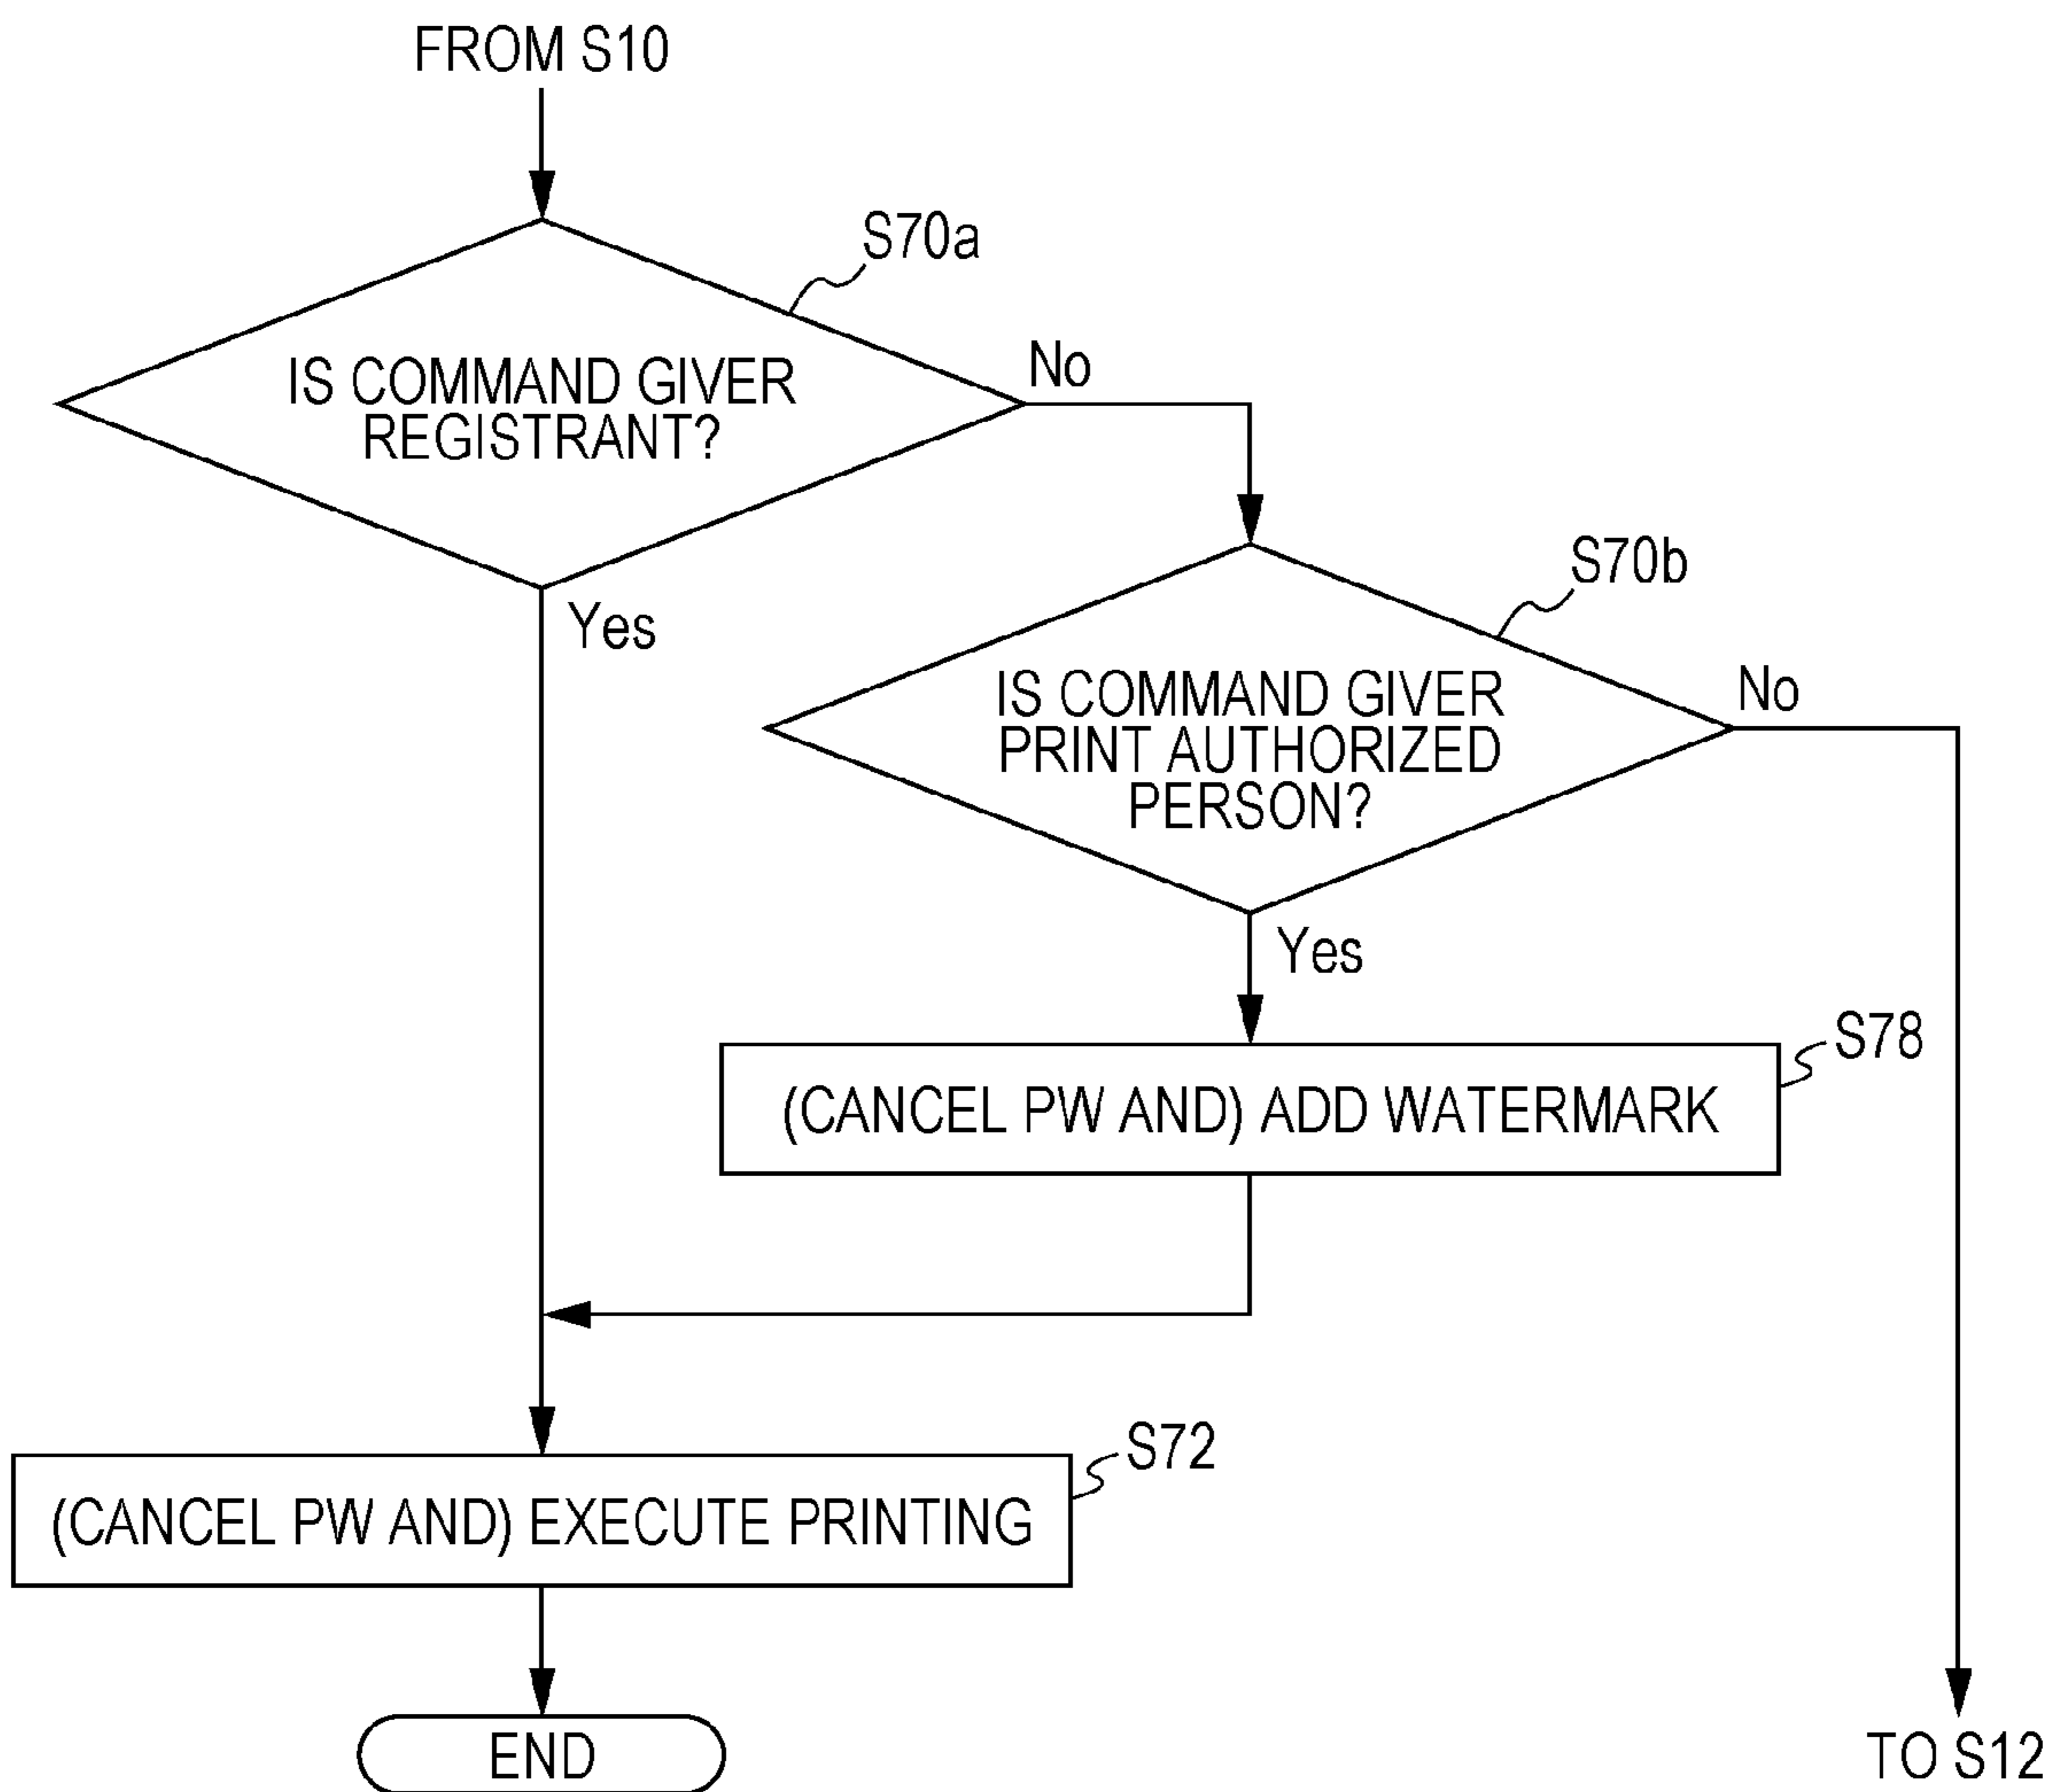 FROM S10
S70a
IS COMMAND GIVER
REGISTRANT?
No
Yes
S70b
IS COMMAND GIVER
PRINT AUTHORIZED
PERSON?
No
Yes
S78
(CANCEL PW AND) ADD WATERMARK
S72
(CANCEL PW AND) EXECUTE PRINTING
END
TO S12